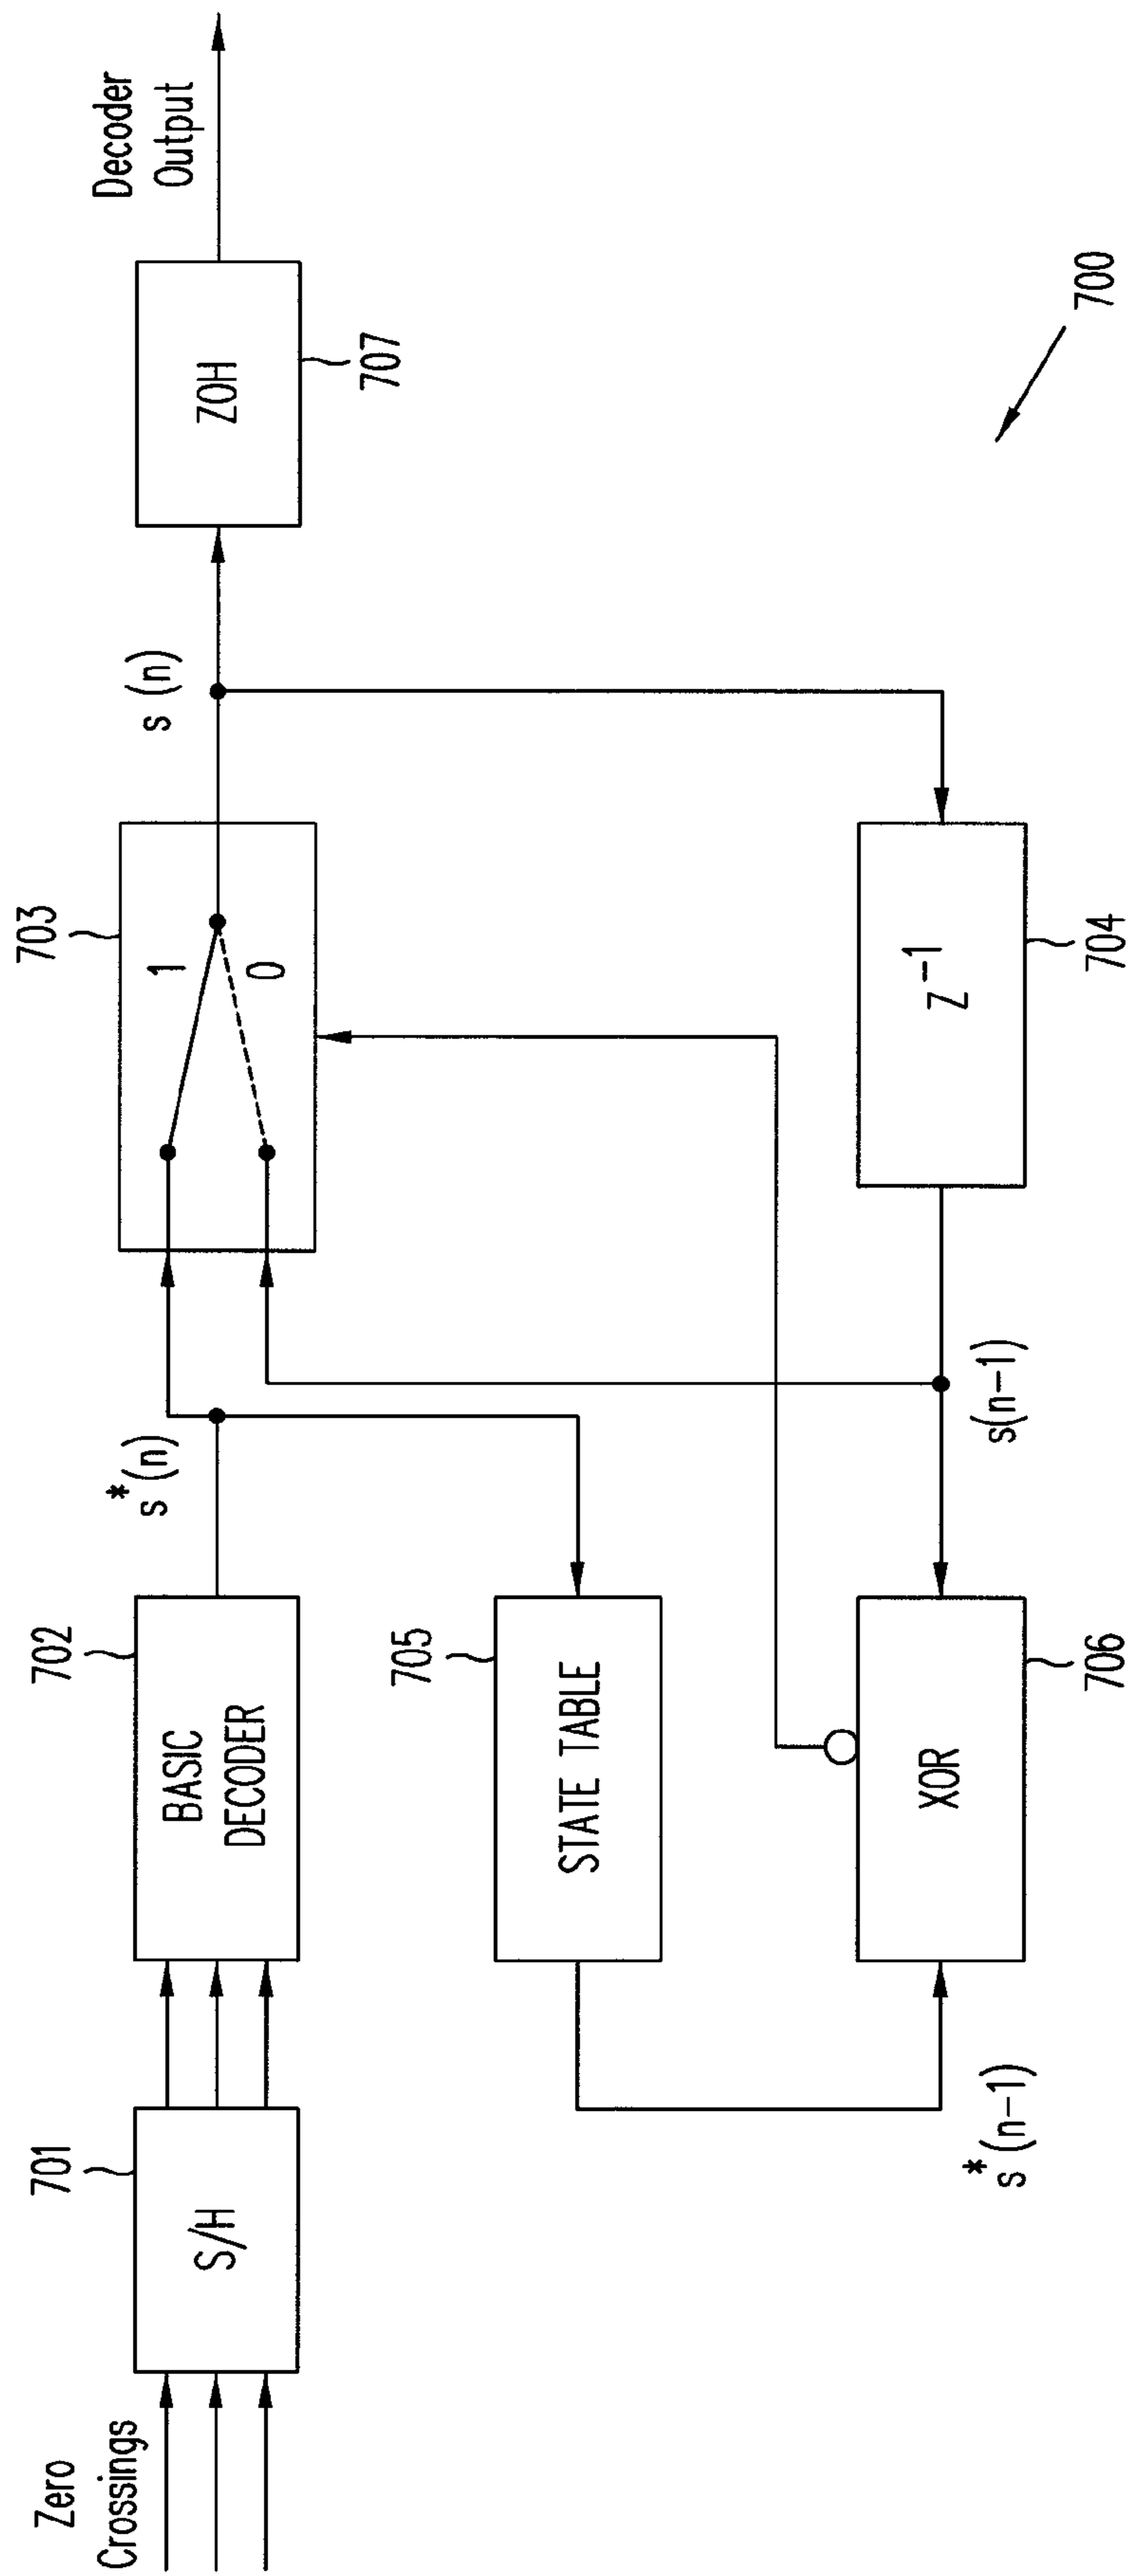 Zero
Crossings
701
S/H
702
BASIC
DECODER
s*(n)
703
1
0
s (n)
707
ZOH
Decoder
Output
705
STATE TABLE
s*(n-1)
706
XOR
s(n-1)
704
Z⁻¹
700